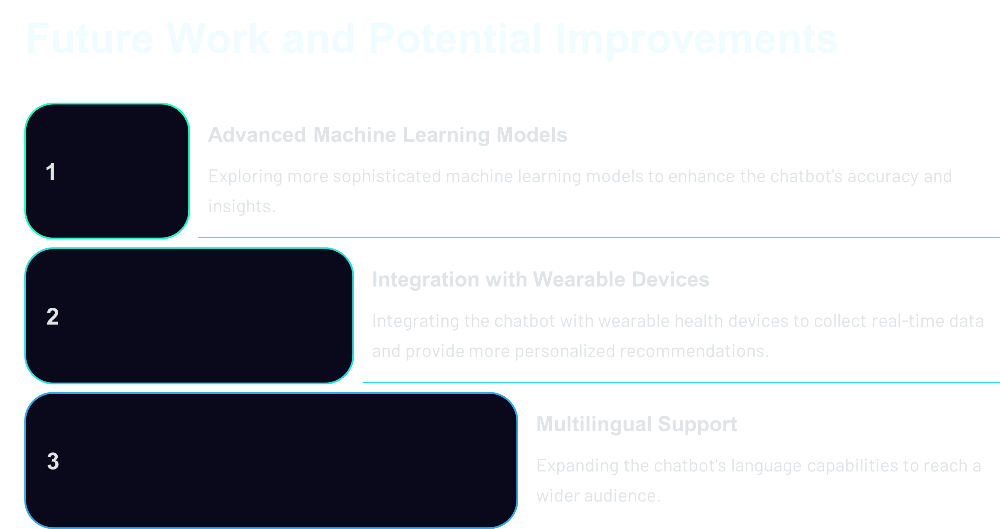 Future Work and Potential Improvements
1
Advanced Machine Learning Models
Exploring more sophisticated machine learning models to enhance the chatbot's accuracy and
insights.
2
Integration with Wearable Devices
Integrating the chatbot with wearable health devices to collect real-time data
and provide more personalized recommendations.
3
Multilingual Support
Expanding the chatbot's language capabilities to reach a
wider audience.